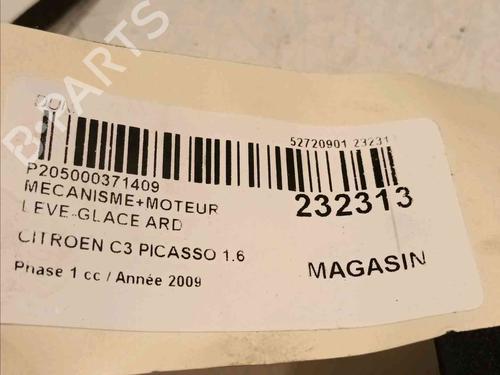 B-Parts
P205000371409
MECANISME+MOTEUR
LEVE-GLACE ARD
CITROEN C3 PICASSO 1.6
Phase 1 cc / Année 2009
52720901 23231
232313
MAGASIN